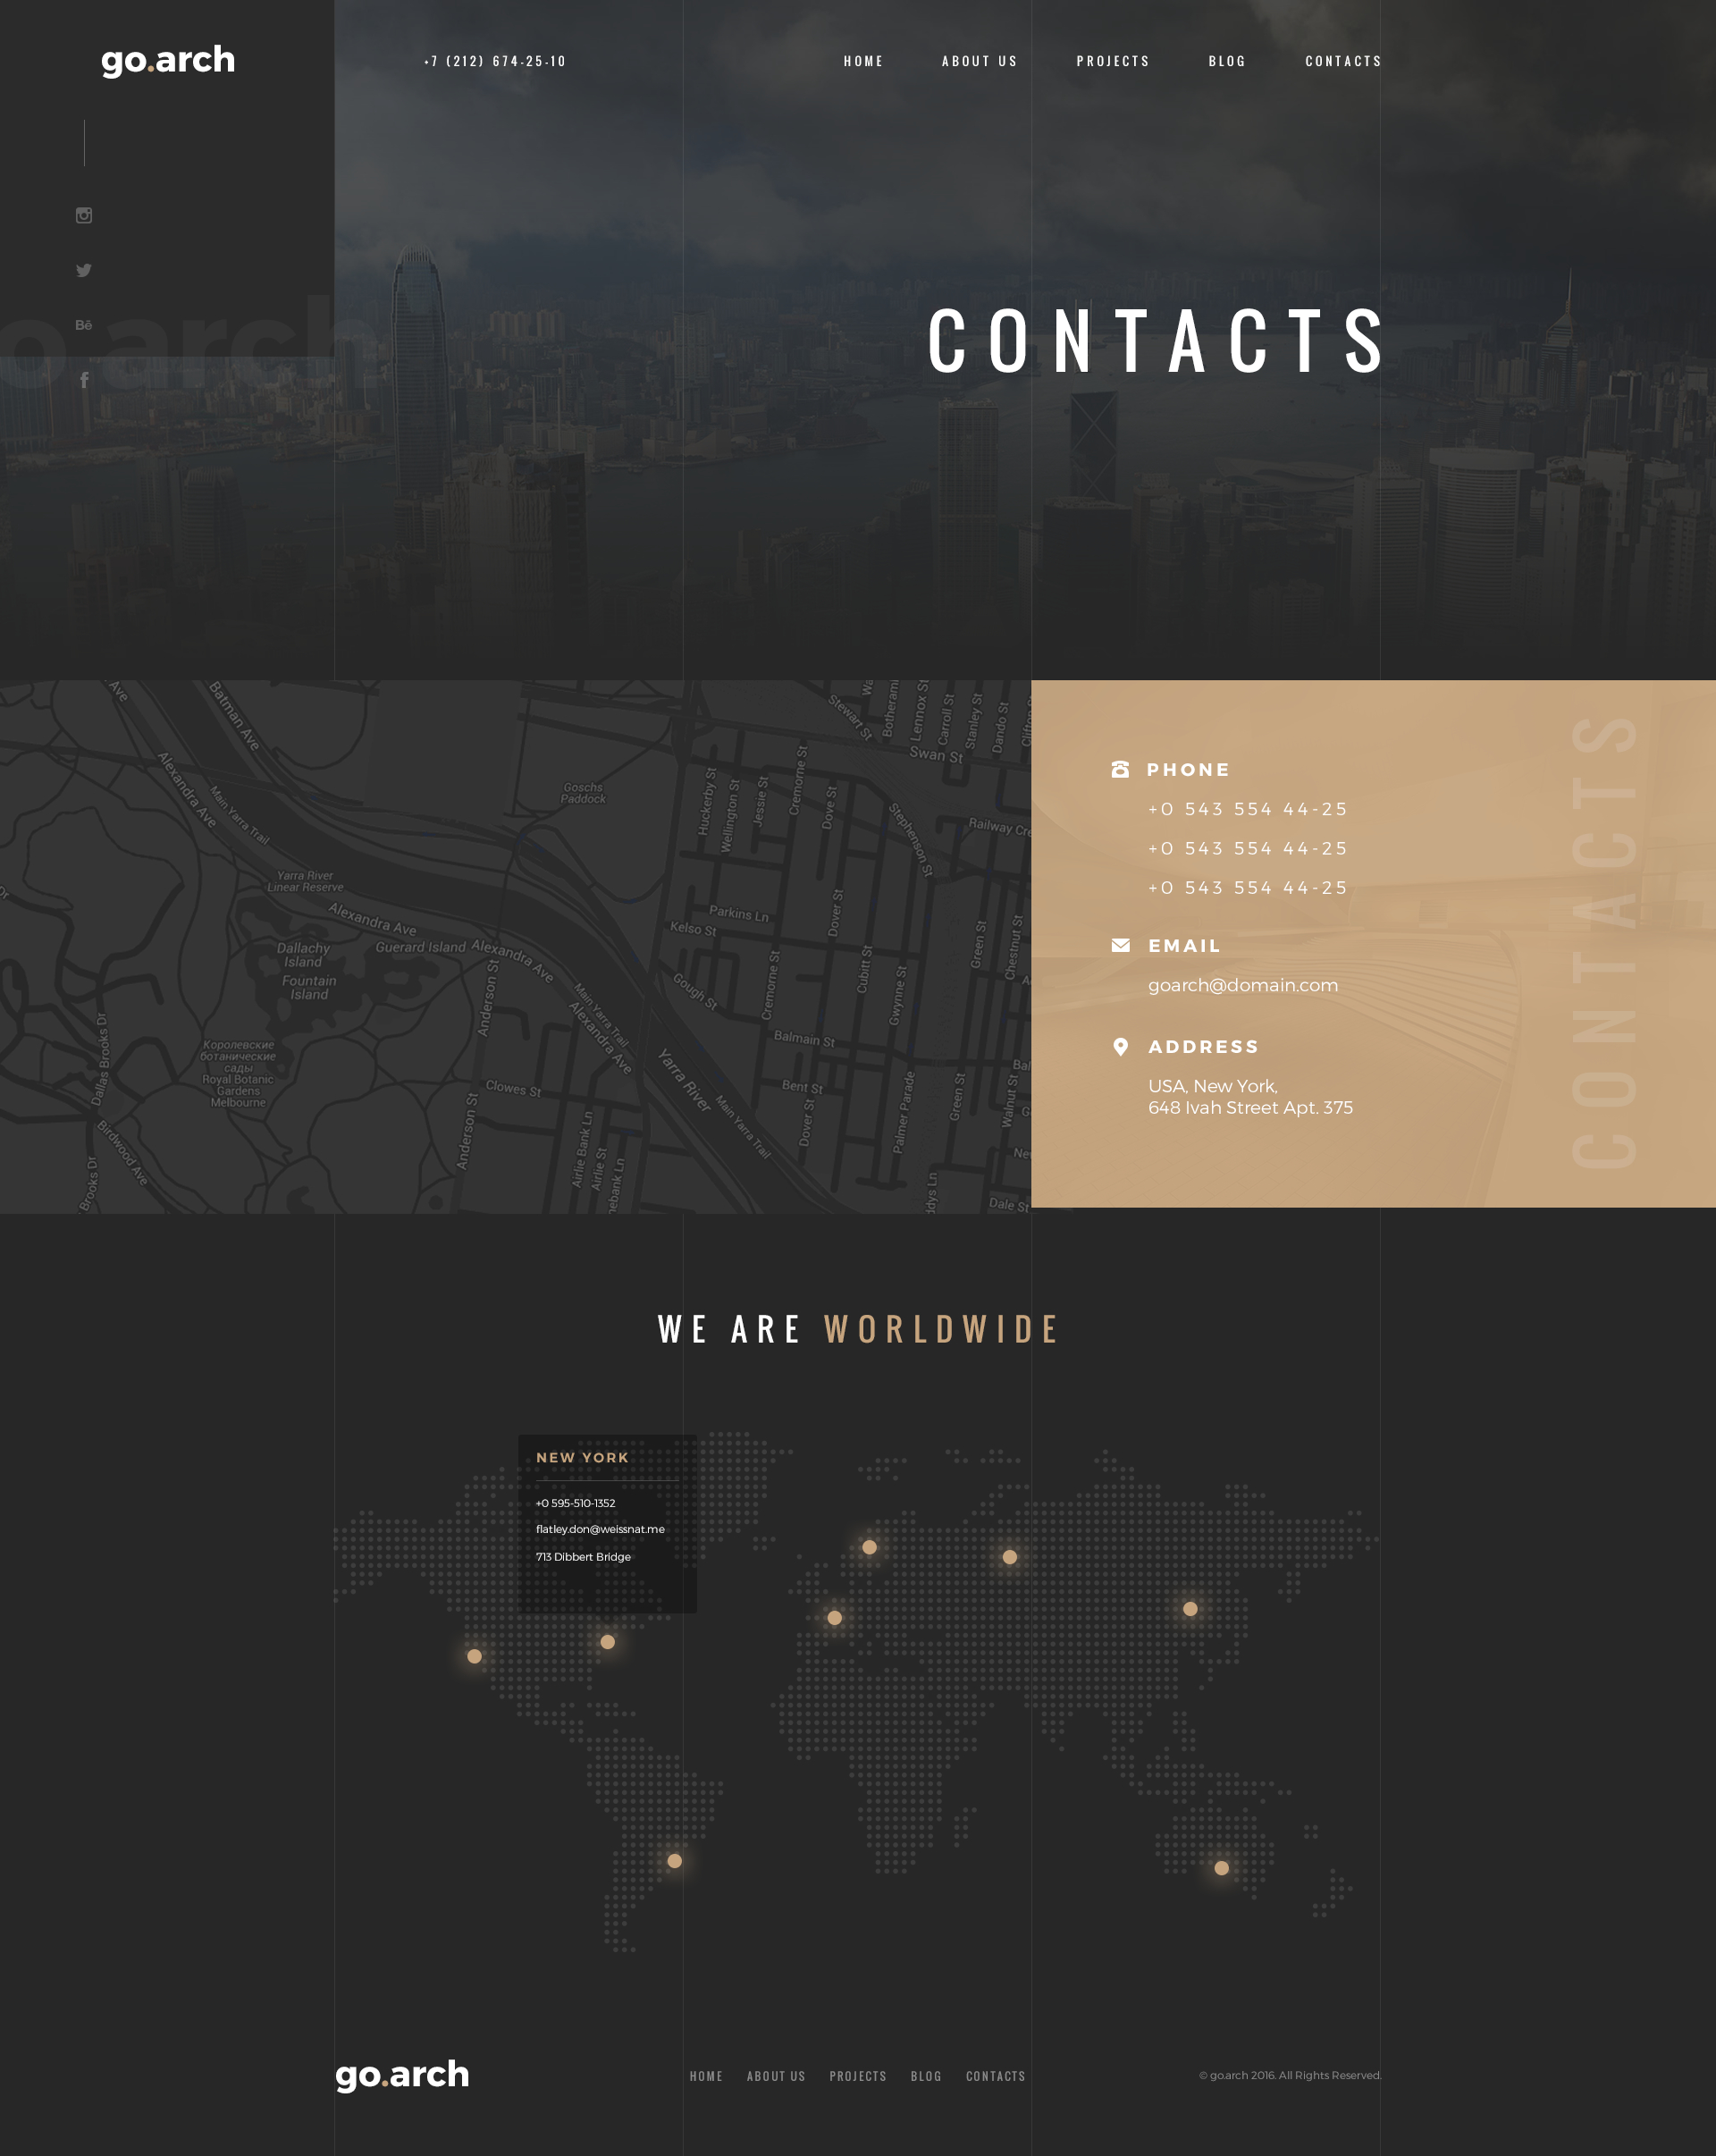 go.arch
+7 (212) 674-25-10
HOME
ABOUT US
PROJECTS
BLOG
CONTACTS
o.arch
Bē
CONTACTS
Ave
Batman Ave
Alexandra Ave
Main Yarra Trail
Goschs
Paddock
Yarra River
Linear Reserve
Alexandra Ave
Dallachy
Island
Guerard Island
Alexandra Ave
Fountain
Island
Anderson St
Main Yarra Trail
Alexandra Ave
Королевские
ботанические
сады
Royal Botanic
Gardens
Melbourne
Dallas Brooks Dr
Birdwood Ave
Brooks Dr
Clowes St
Anderson St
Yarra River
Main Yarra Trail
Airlie Bank Ln
Airlie St
Stewart St
Lennox St
Carroll St
Stanley St
Dando St
Swan St
Huckerby St
Wellington St
Jessie St
Cremorne St
Dove St
Stephenson St
Railway Cre
Parkins Ln
Kelso St
Dover St
Green St
Chestnut St
Gough St
Cremorne St
Cubitt St
Gwynne St
Balmain St
Bent St
Dover St
Palmer Parade
Green St
Walnut St
Dale St
PHONE
+0 543 554 44-25
+0 543 554 44-25
+0 543 554 44-25
EMAIL
goarch@domain.com
ADDRESS
USA, New York,
648 Ivah Street Apt. 375
CONTACTS
WE ARE WORLDWIDE
NEW YORK
+0 595-510-1352
flatley.don@weissnat.me
713 Dibbert Bridge
go.arch
HOME
ABOUT US
PROJECTS
BLOG
CONTACTS
© go.arch 2016. All Rights Reserved.